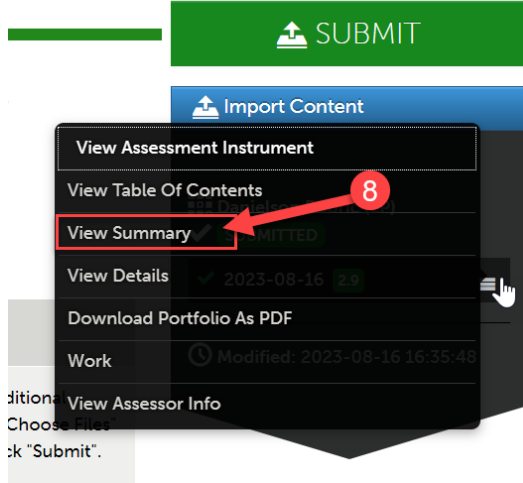 SUBMIT
Import Content
View Assessment Instrument
View Table Of Contents
8
View Summary
SUBMITTED
View Details
2023-08-16 2.9
Download Portfolio As PDF
Work
Modified: 2023-08-16 16:35:48
View Assessor Info
ditional
Choose Files"
ck "Submit".